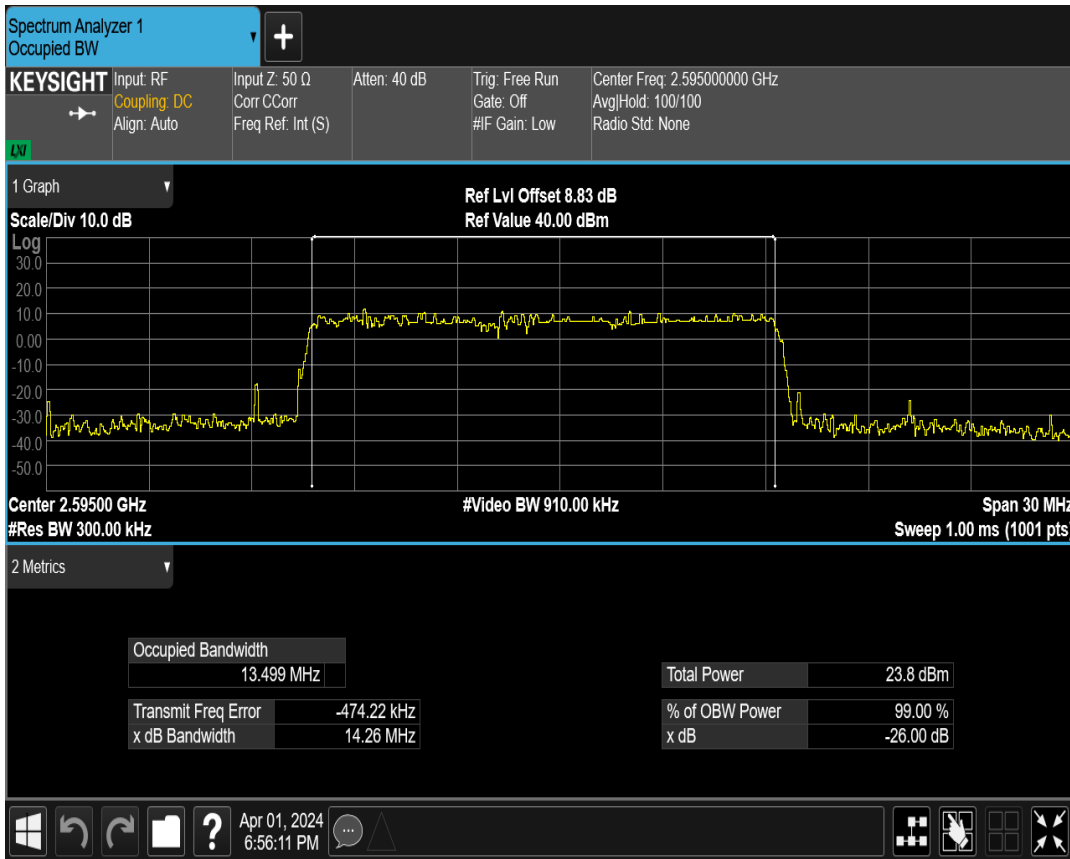 Spectrum Analyzer 1
Occupied BW
+
KEYSIGHT
LXI
Input: RF
Coupling: DC
Align: Auto
Input Z: 50 Ω
Corr CCorr
Freq Ref: Int (S)
Atten: 40 dB
Trig: Free Run
Gate: Off
#IF Gain: Low
Center Freq: 2.595000000 GHz
Avg|Hold: 100/100
Radio Std: None
1 Graph
Scale/Div 10.0 dB
Ref Lvl Offset 8.83 dB
Ref Value 40.00 dBm
Log
30.0
20.0
10.0
0.00
-10.0
-20.0
-30.0
-40.0
-50.0
Center 2.59500 GHz
#Video BW 910.00 kHz
Span 30 MHz
#Res BW 300.00 kHz
Sweep 1.00 ms (1001 pts)
2 Metrics
Occupied Bandwidth
13.499 MHz
Total Power 23.8 dBm
Transmit Freq Error -474.22 kHz
% of OBW Power 99.00 %
x dB Bandwidth 14.26 MHz
x dB -26.00 dB
?
Apr 01, 2024
6:56:11 PM